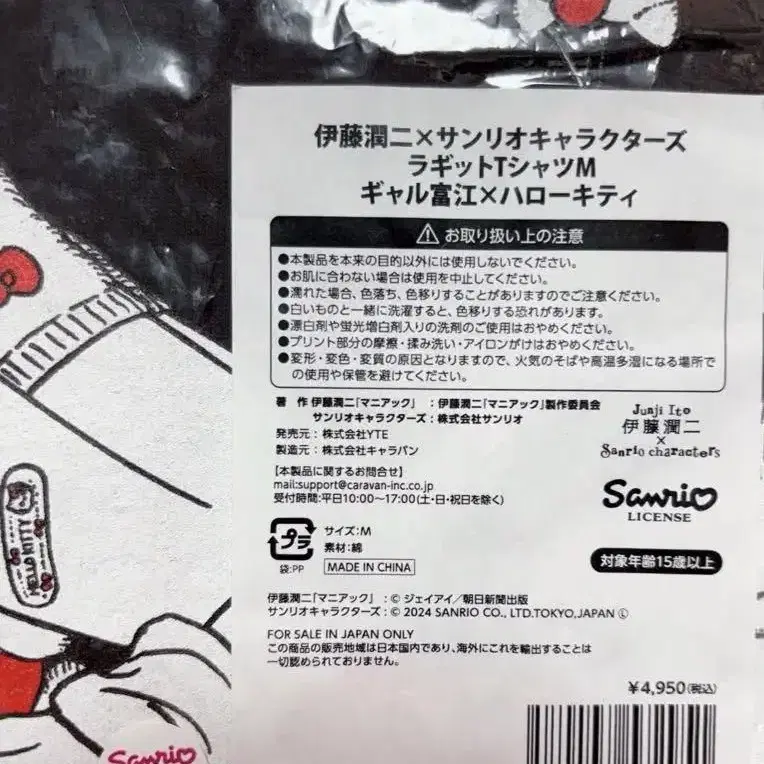 伊藤潤二×サンリオキャラクターズ
ラギットTシャツM
ギャル富江×ハローキティ
お取り扱い上の注意
●本製品を本来の目的以外には使用しないでください。
●お肌に合わない場合は使用を中止してください。
●濡れた場合、色落ち、色移りすることがありますのでご注意ください。
●白いものと一緒に洗濯すると、色移りする恐れがあります。
●漂白剤や蛍光増白剤入りの洗剤のご使用はおやめください。
●プリント部分の摩擦・揉み洗い・アイロンがけはおやめください。
●変形・変色・変質の原因となりますので、火気のそばや高温多湿になる場所で
の使用や保管を避けてください。
著 作 伊藤潤二「マニアック」 :伊藤潤二「マニアック」製作委員会
サンリオキャラクターズ:株式会社サンリオ
発売元:株式会社YTE
製造元:株式会社キャラバン
【本製品に関するお問合せ】
mail:support@caravan-inc.co.jp
受付時間:平日10:00~17:00(土・日・祝日を除く)
Junji Ito
伊藤潤二
×
Sanrio characters
Sanrio
LICENSE
プラ
袋:PP
サイズ:M
素材:綿
MADE IN CHINA
対象年齢15歳以上
伊藤潤二「マニアック」 :© ジェイアイ/朝日新聞出版
サンリオキャラクターズ:© 2024 SANRIO CO., LTD.TOKYO,JAPAN Ⓛ
FOR SALE IN JAPAN ONLY
この商品の販売地域は日本国内であり、海外にこれを輸出することは
一切認められておりません。
¥4,950(税込)
HELLO KITTY
Sanrio